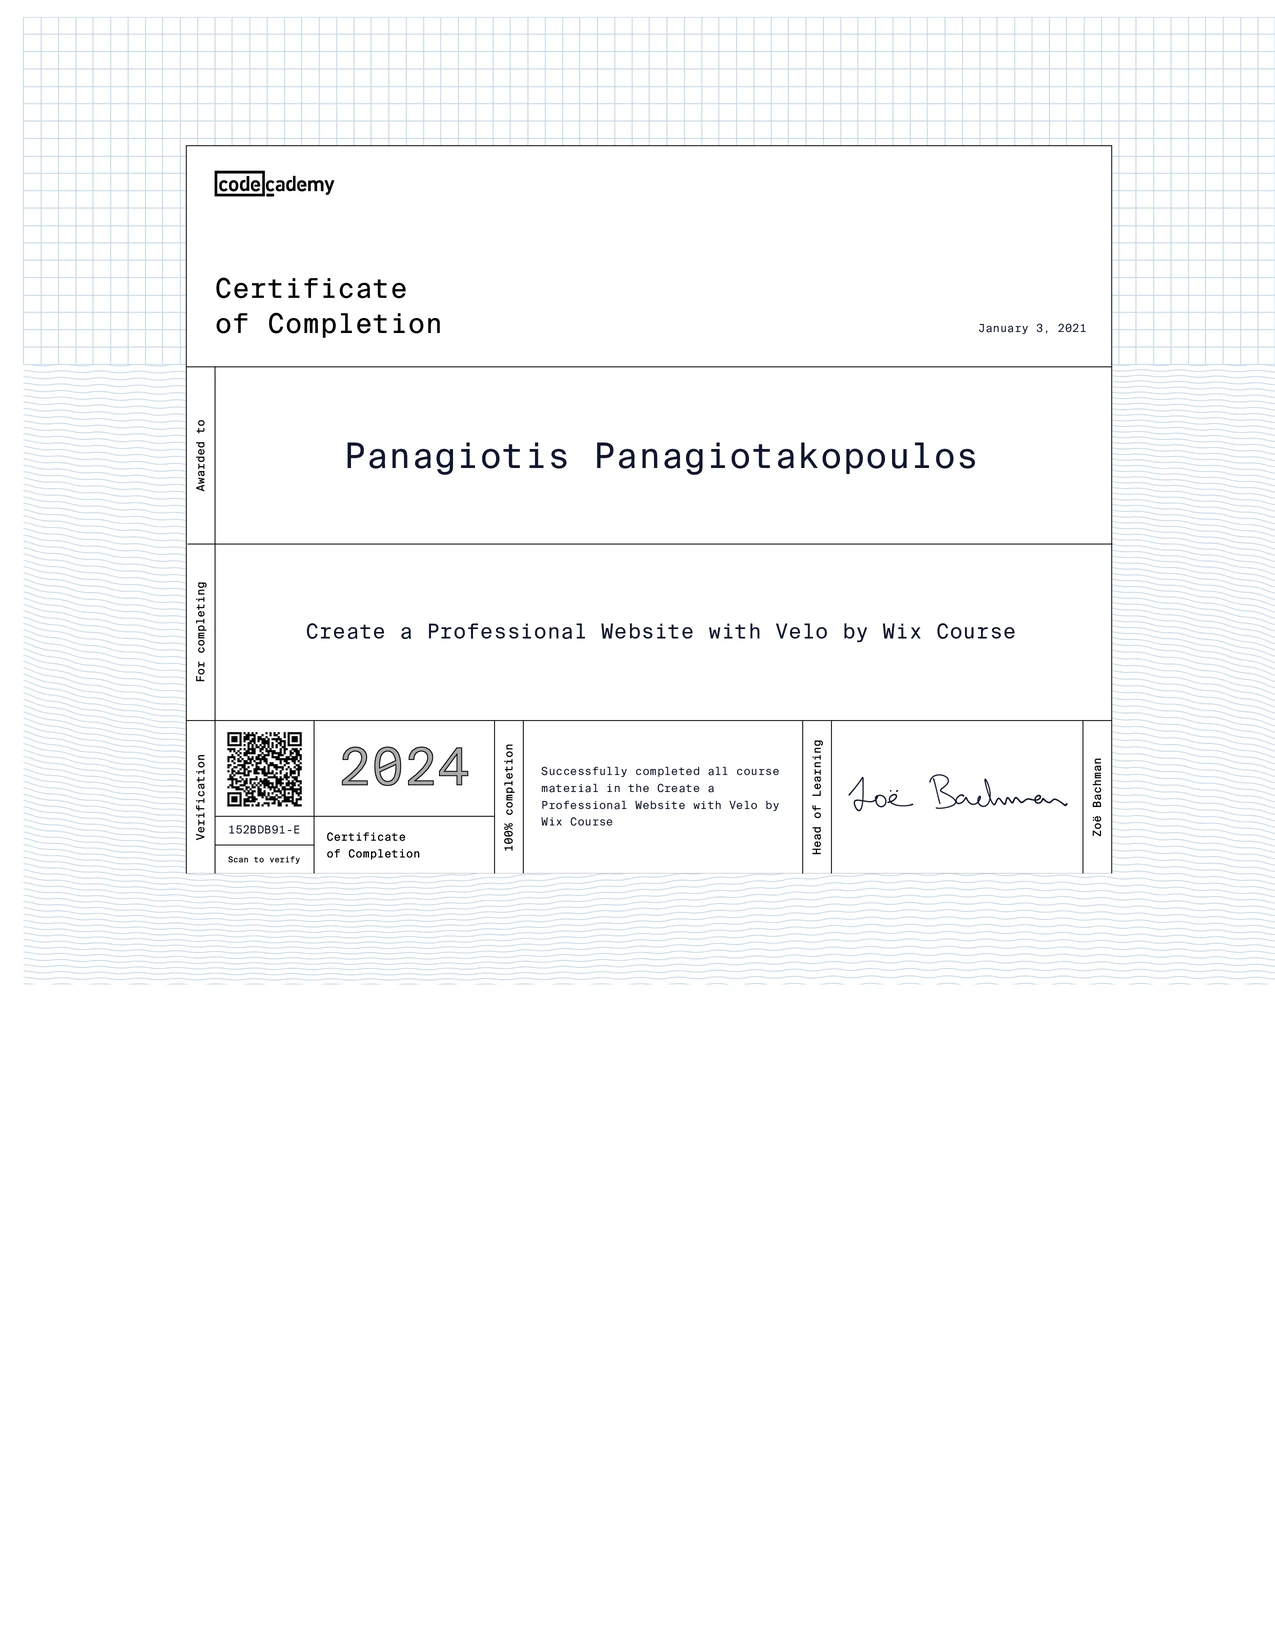 codecademy
Certificate
of Completion
January 3, 2021
Awarded to
Panagiotis Panagiotakopoulos
For completing
Create a Professional Website with Velo by Wix Course
Verification
152BDB91-E
Scan to verify
2024
Certificate
of Completion
100% completion
Successfully completed all course
material in the Create a
Professional Website with Velo by
Wix Course
Head of Learning
Zoë Bachman
Zoë Bachman